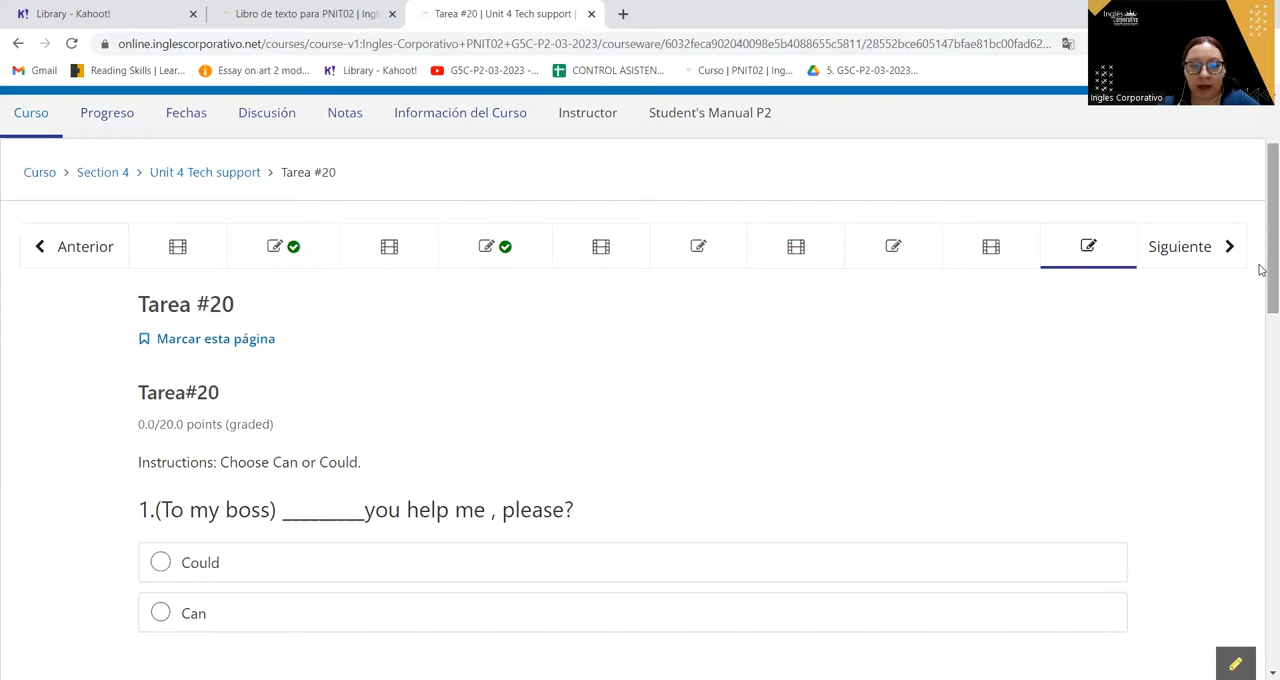 Library - Kahoot!
Libro de texto para PNIT02 | Ingl
Tarea #20 | Unit 4 Tech support |
online.inglescorporativo.net/courses/course-v1:Ingles-Corporativo+PNIT02+G5C-P2-03-2023/courseware/6032feca902040098e5b4088655c5811/28552bce605147bfae81bc00fad62...
Gmail
Reading Skills | Lear...
Essay on art 2 mod...
Library - Kahoot!
G5C-P2-03-2023 -...
CONTROL ASISTEN...
Curso | PNIT02 | Ing...
5. G5C-P2-03-2023...
Inglés Corporativo
Ingles Corporativo
Curso
Progreso
Fechas
Discusión
Notas
Información del Curso
Instructor
Student's Manual P2
Curso > Section 4 > Unit 4 Tech support > Tarea #20
Anterior
Siguiente
Tarea #20
Marcar esta página
Tarea#20
0.0/20.0 points (graded)
Instructions: Choose Can or Could.
1.(To my boss) _________you help me , please?
Could
Can